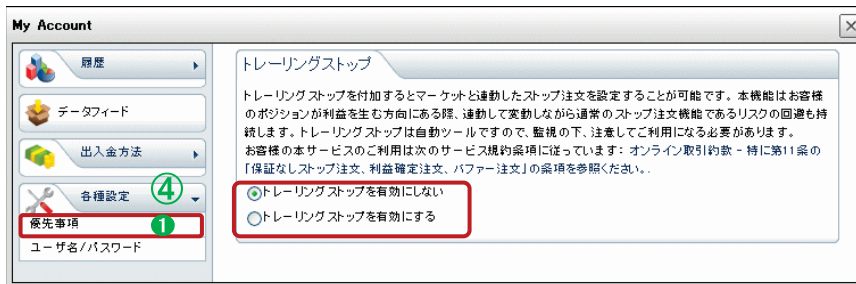 My Account
履歴
データフィード
出入金方法
各種設定 ④
優先事項 ❶
ユーザ名/パスワード
トレーリングストップ
トレーリングストップを付加するとマーケットと連動したストップ注文を設定することが可能です。本機能はお客様
のポジションが利益を生む方向にある際、連動して変動しながら通常のストップ注文機能であるリスクの回避も持
続します。トレーリングストップは自動ツールですので、監視の下、注意してご利用になる必要があります。
お客様の本サービスのご利用は次のサービス規約条項に従っています: オンライン取引約款 - 特に第11条の
「保証なしストップ注文、利益確定注文、バファー注文」の条項を参照ください。.
トレーリングストップを有効にしない
トレーリングストップを有効にする